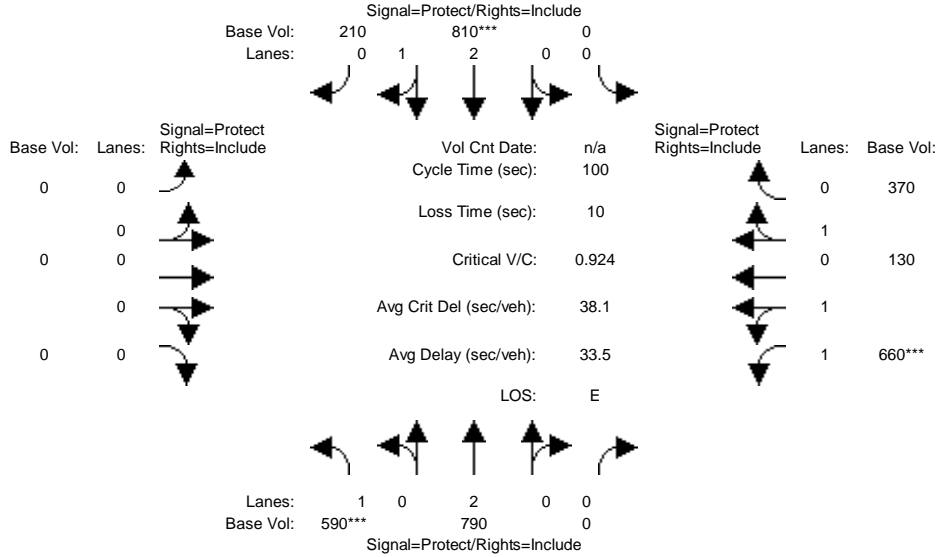 Signal=Protect/Rights=Include
Base Vol: 210 810*** 0
Lanes: 0 1 2 0 0
Signal=Protect Signal=Protect
Base Vol: Lanes: Rights=Include Vol Cnt Date: n/a Rights=Include Lanes: Base Vol:
Cycle Time (sec): 100
0 0 0 370
Loss Time (sec): 10
0 1
0 0 Critical V/C: 0.924 0 130
0 Avg Crit Del (sec/veh): 38.1 1
0 0 Avg Delay (sec/veh): 33.5 1 660***
LOS: E
Lanes: 1 0 2 0 0
Base Vol: 590*** 790 0
Signal=Protect/Rights=Include